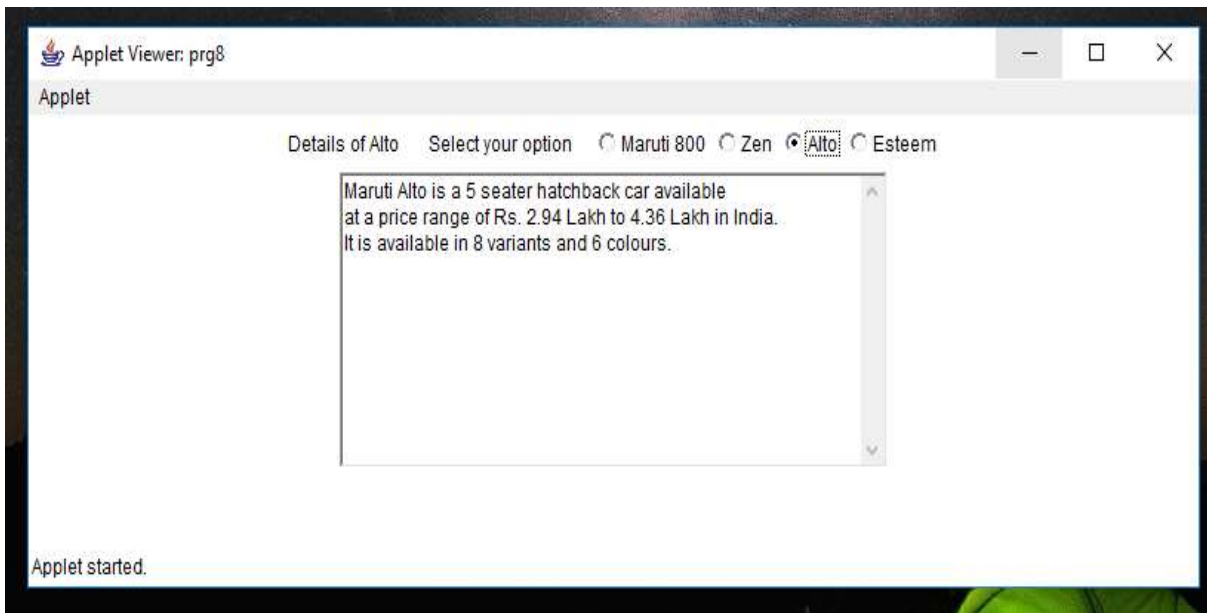 Applet Viewer: prg8
Applet
Details of Alto Select your option Maruti 800 Zen Alto Esteem
Maruti Alto is a 5 seater hatchback car available
at a price range of Rs. 2.94 Lakh to 4.36 Lakh in India.
It is available in 8 variants and 6 colours.
Applet started.